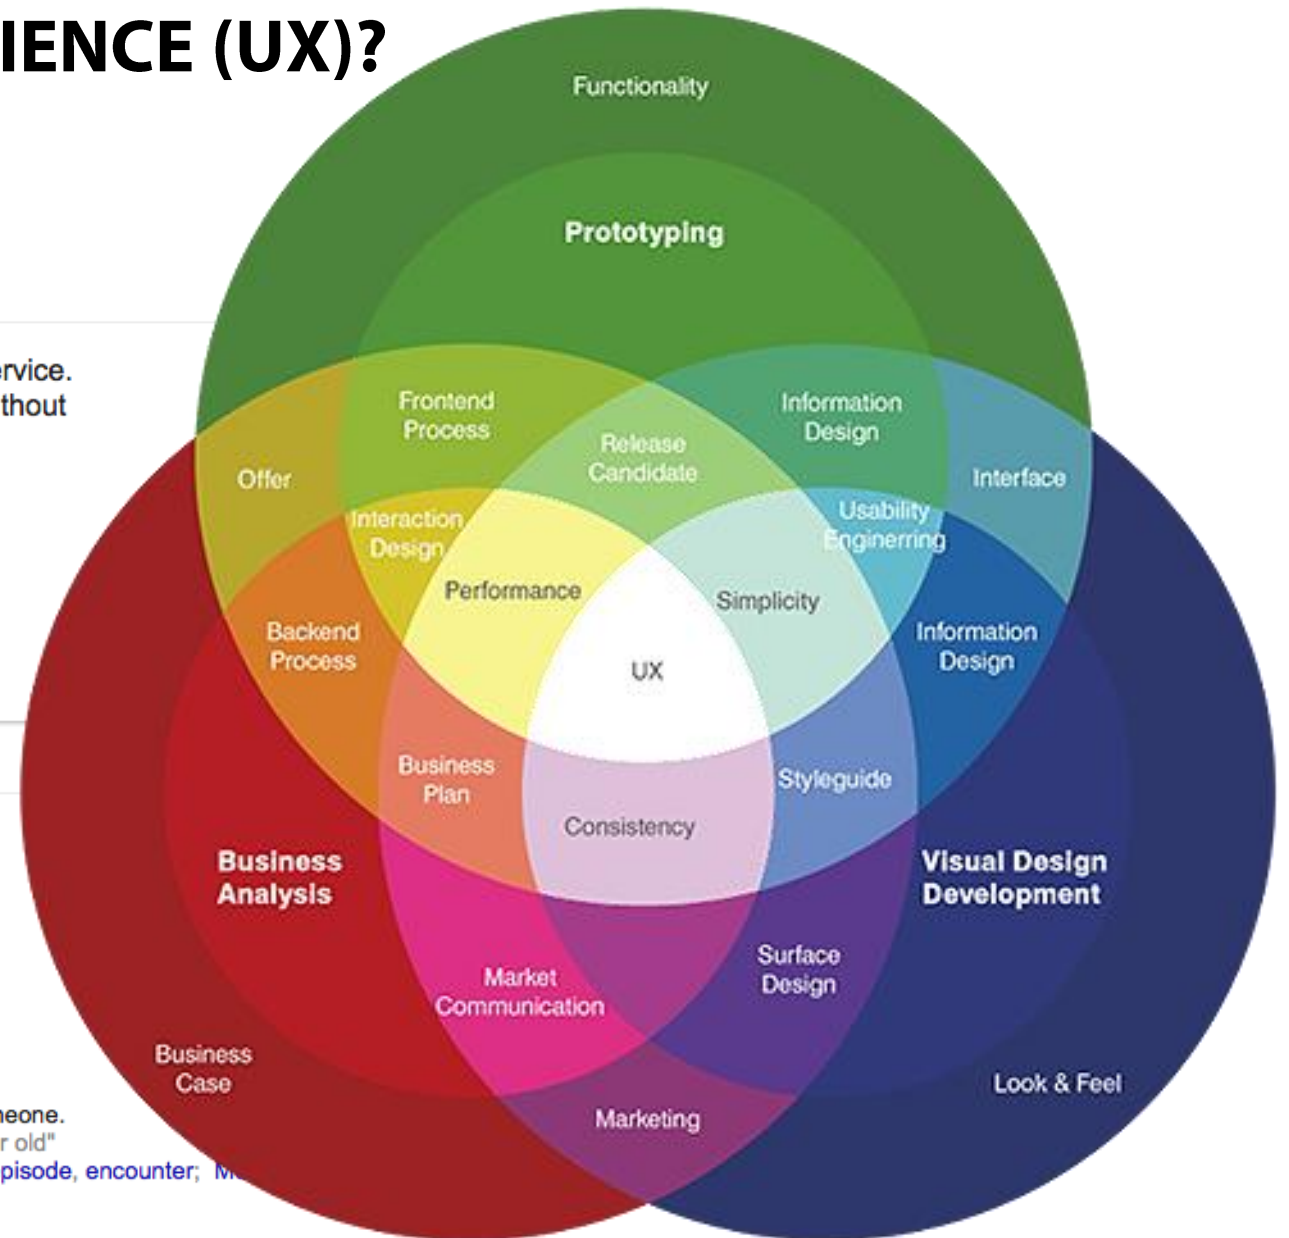 IENCE (UX)?
Functionality
Prototyping
ervice.
thout
Frontend
Process
Information
Design
Release
Candidate
Offer
Interface
Interaction
Design
Usability
Enginerring
Performance
Simplicity
Backend
Process
Information
Design
UX
Business
Plan
Styleguide
Consistency
Business
Analysis
Visual Design
Development
Surface
Design
Market
Communication
Business
Case
Look & Feel
Marketing
neone.
r old"
pisode, encounter;